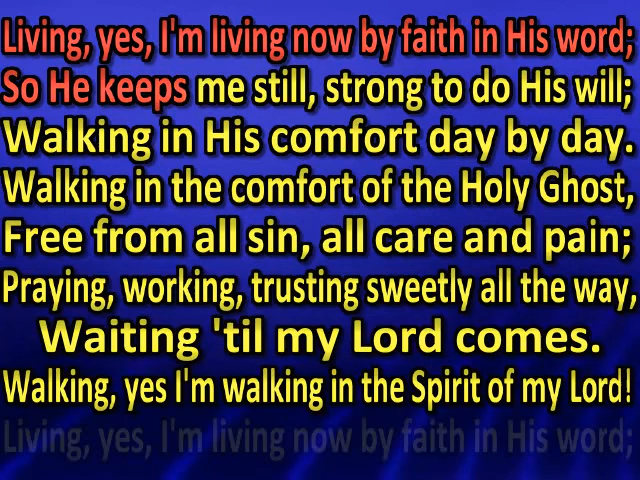 Living, yes, I'm living now by faith in His word;
So He keeps me still, strong to do His will;
Walking in His comfort day by day.
Walking in the comfort of the Holy Ghost,
Free from all sin, all care and pain;
Praying, working, trusting sweetly all the way,
Waiting 'til my Lord comes.
Walking, yes I'm walking in the Spirit of my Lord!
Living, yes, I'm living now by faith in His word;